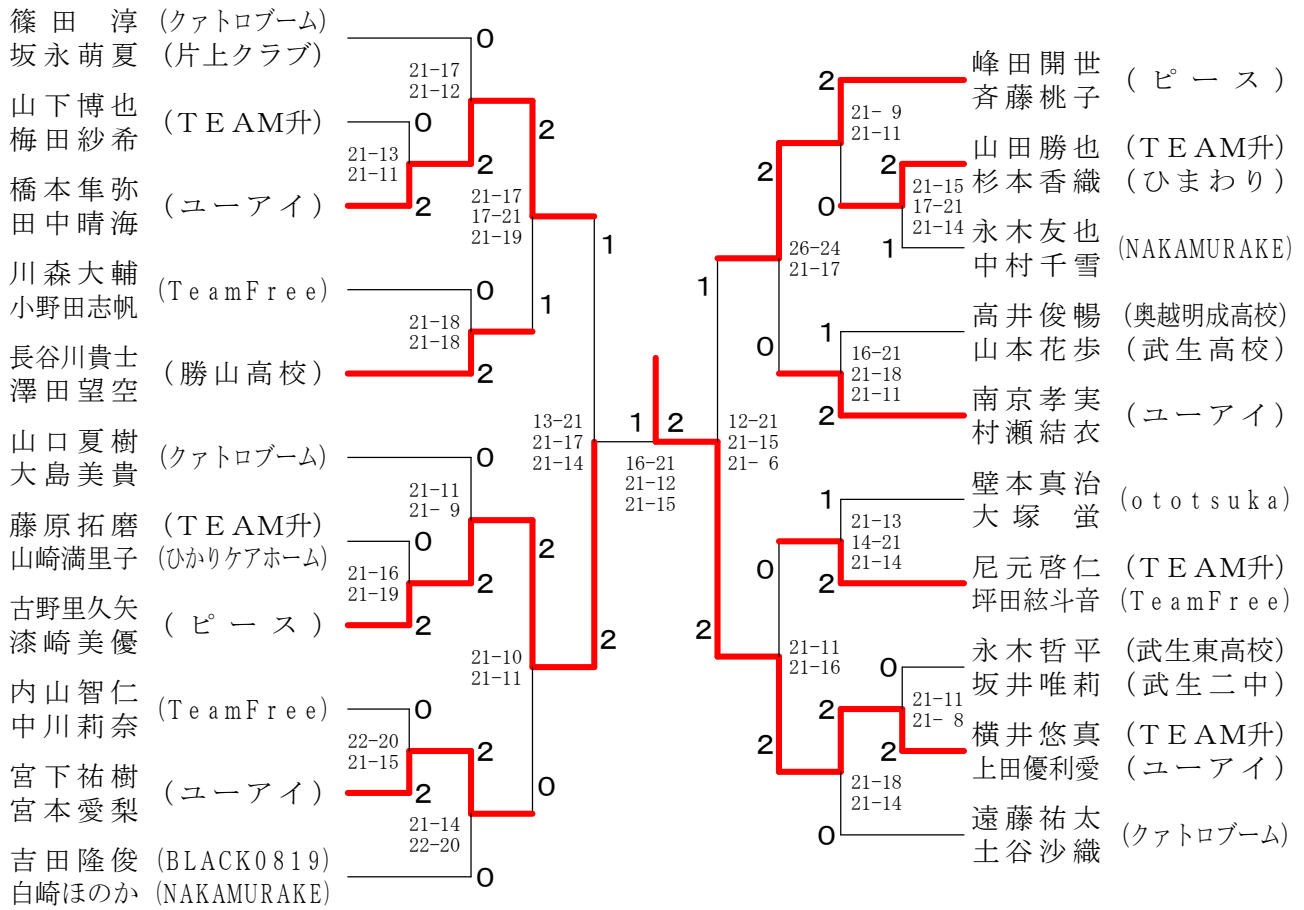 篠田 淳 (クァトロブーム)
坂永萌夏 (片上クラブ)
0
21-17
21-12
山下博也
梅田紗希
(TEAM升)
0
2
21-13
21-11
2
橋本隼弥
田中晴海
(ユーアイ)
2
21-17
17-21
21-19
1
川森大輔
小野田志帆
(TeamFree)
0
1
21-18
21-18
長谷川貴士
澤田望空
(勝山高校)
2
13-21
21-17
21-14
山口夏樹
大島美貴
(クァトロブーム)
0
21-11
21- 9
藤原拓磨 (TEAM升)
山崎満里子 (ひかりケアホーム)
0
2
21-16
21-19
2
古野里久矢
漆崎美優
(ピース)
2
2
21-10
21-11
内山智仁
中川莉奈
(TeamFree)
0
22-20
21-15
2
宮下祐樹
宮本愛梨
(ユーアイ)
2
0
21-14
22-20
吉田隆俊 (BLACK0819)
白崎ほのか (NAKAMURAKE)
0
1 2
16-21
21-12
21-15
峰田開世
斉藤桃子
(ピース)
2
21- 9
21-11
山田勝也 (TEAM升)
杉本香織 (ひまわり)
2
2
21-15
17-21
21-14
0
永木友也
中村千雪
(NAKAMURAKE)
1
26-24
21-17
1
高井俊暢 (奥越明成高校)
山本花歩 (武生高校)
1
0
16-21
21-18
21-11
南京孝実
村瀬結衣
(ユーアイ)
2
12-21
21-15
21- 6
壁本真治
大塚 蛍
(ototsuka)
1
21-13
14-21
21-14
0
尼元啓仁 (TEAM升)
坪田絃斗音 (TeamFree)
2
2
21-11
21-16
永木哲平 (武生東高校)
坂井唯莉 (武生二中)
0
21-11
21- 8
2
横井悠真 (TEAM升)
上田優利愛 (ユーアイ)
2
2
21-18
21-14
遠藤祐太
土谷沙織
(クァトロブーム)
0